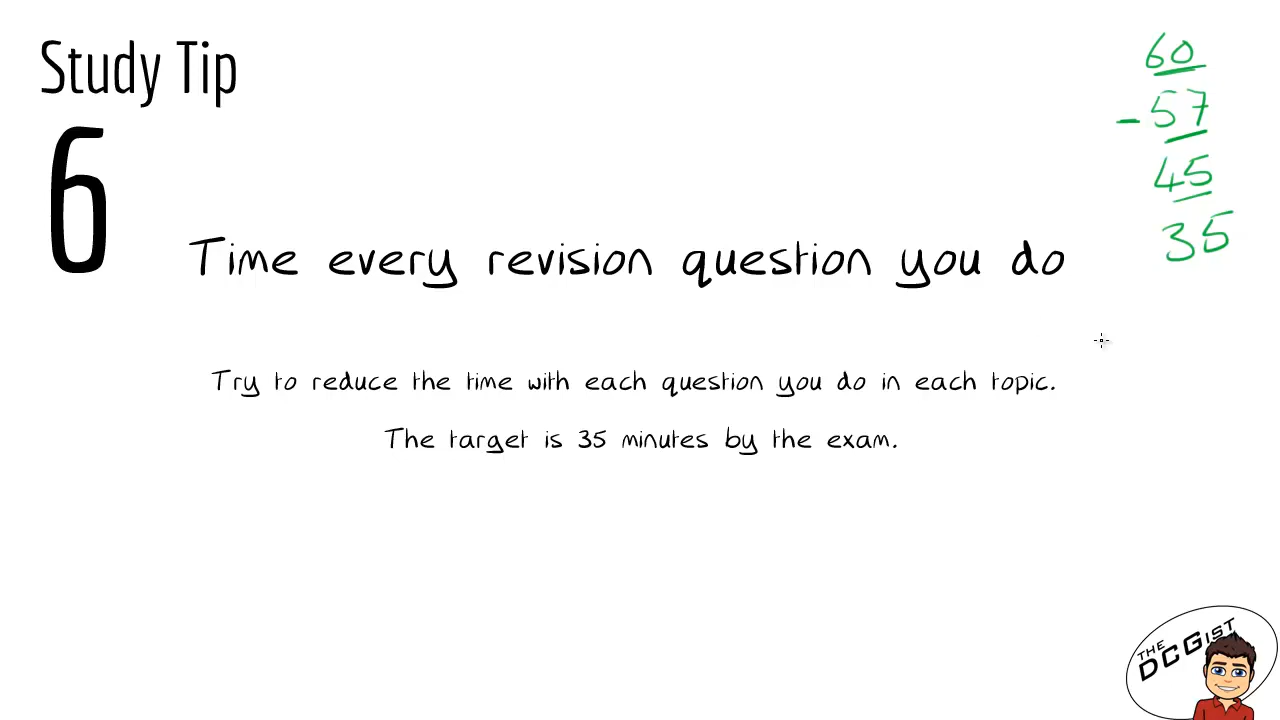 Study Tip
6
60
- 57
45
35
Time every revision question you do
Try to reduce the time with each question you do in each topic.
The target is 35 minutes by the exam.
THE
DCGIST